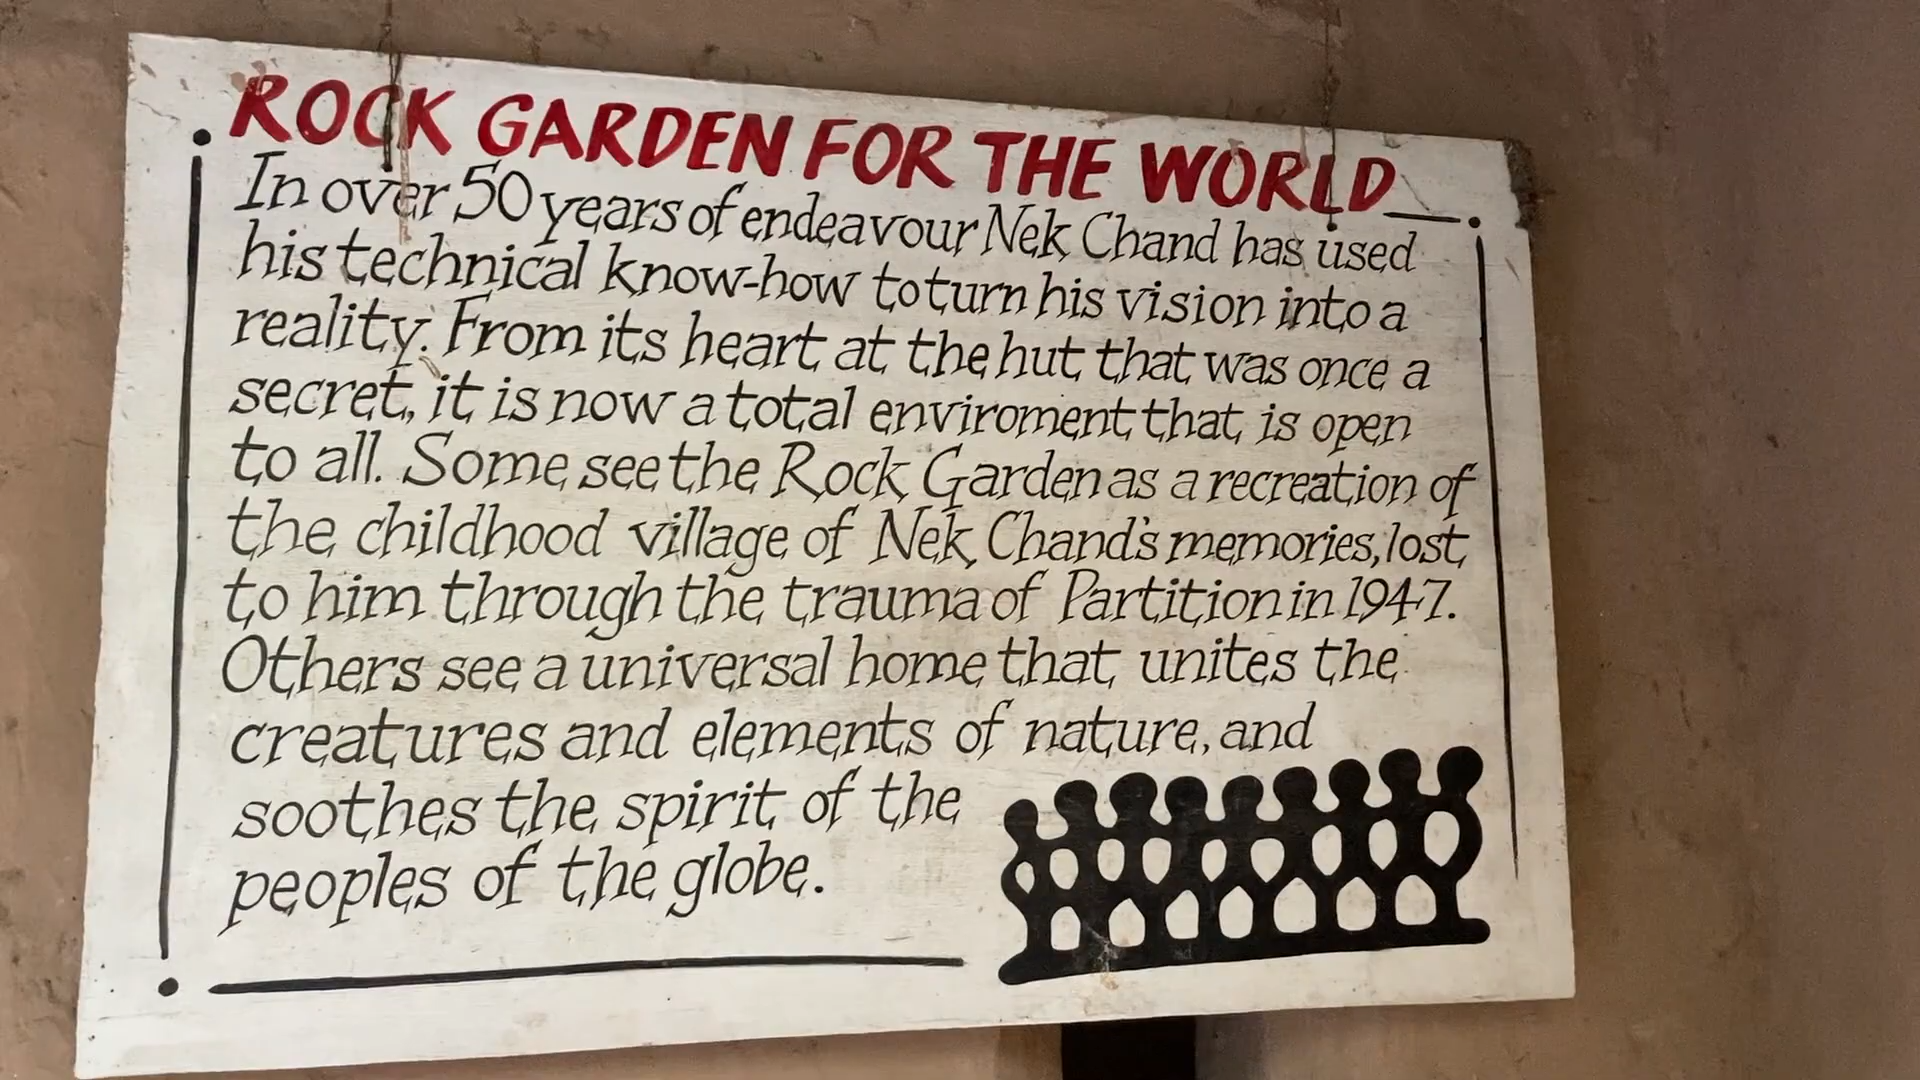 ROCK GARDEN FOR THE WORLD
In over 50 years of endeavour Nek Chand has used
his technical know-how to turn his vision into a
reality. From its heart at the hut that was once a
secret, it is now a total enviroment that is open
to all. Some see the Rock Garden as a recreation of
the childhood village of Nek Chand's memories, lost
to him through the trauma of Partition in 1947.
Others see a universal home that unites the
creatures and elements of nature, and
soothes the spirit of the
peoples of the globe.